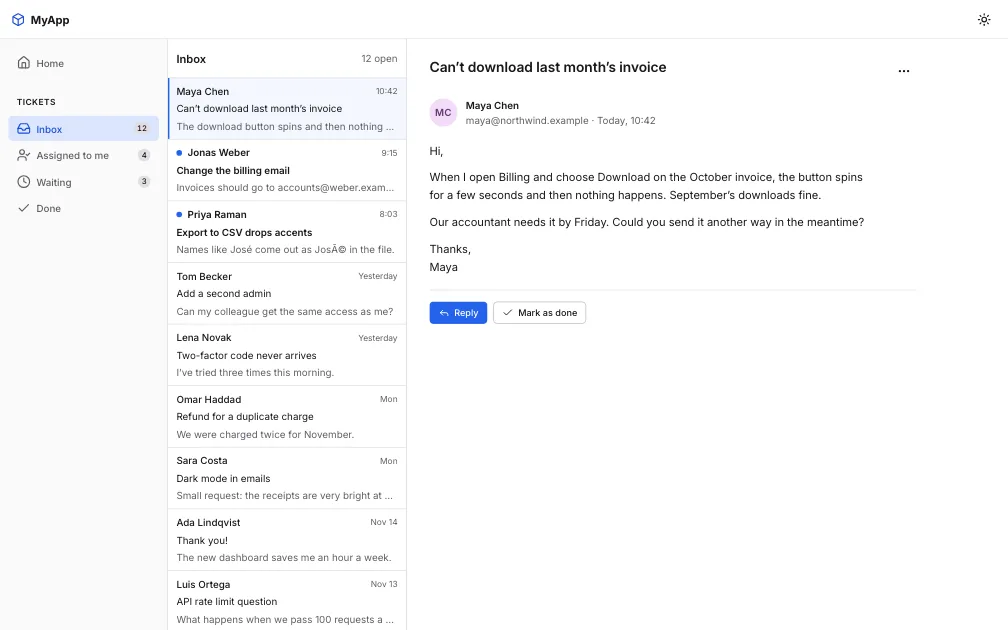 MyApp
Home
TICKETS
Inbox 12
Assigned to me 4
Waiting 3
Done
Inbox 12 open
Maya Chen 10:42
Can’t download last month’s invoice
The download button spins and then nothing ...
Jonas Weber 9:15
Change the billing email
Invoices should go to accounts@weber.exam...
Priya Raman 8:03
Export to CSV drops accents
Names like José come out as JosÃ© in the file.
Tom Becker Yesterday
Add a second admin
Can my colleague get the same access as me?
Lena Novak Yesterday
Two-factor code never arrives
I’ve tried three times this morning.
Omar Haddad Mon
Refund for a duplicate charge
We were charged twice for November.
Sara Costa Mon
Dark mode in emails
Small request: the receipts are very bright at ...
Ada Lindqvist Nov 14
Thank you!
The new dashboard saves me an hour a week.
Luis Ortega Nov 13
API rate limit question
What happens when we pass 100 requests a ...
Can’t download last month’s invoice
MC
Maya Chen
maya@northwind.example · Today, 10:42
Hi,
When I open Billing and choose Download on the October invoice, the button spins
for a few seconds and then nothing happens. September’s downloads fine.
Our accountant needs it by Friday. Could you send it another way in the meantime?
Thanks,
Maya
Reply
Mark as done